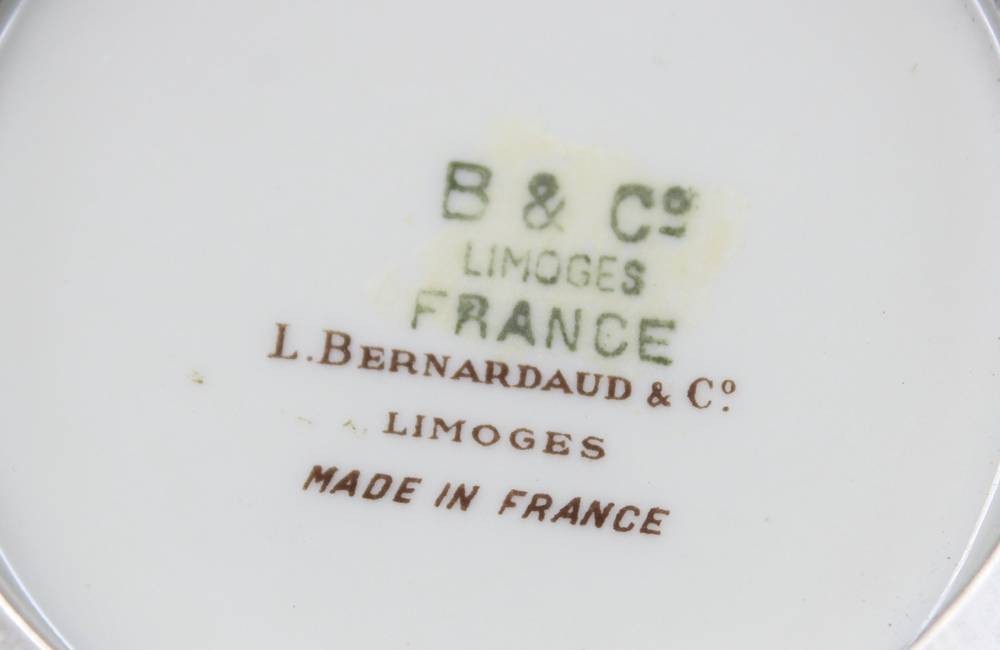 B & Cº
LIMOGES
FRANCE
L. BERNARDAUD & Cº.
LIMOGES
MADE IN FRANCE